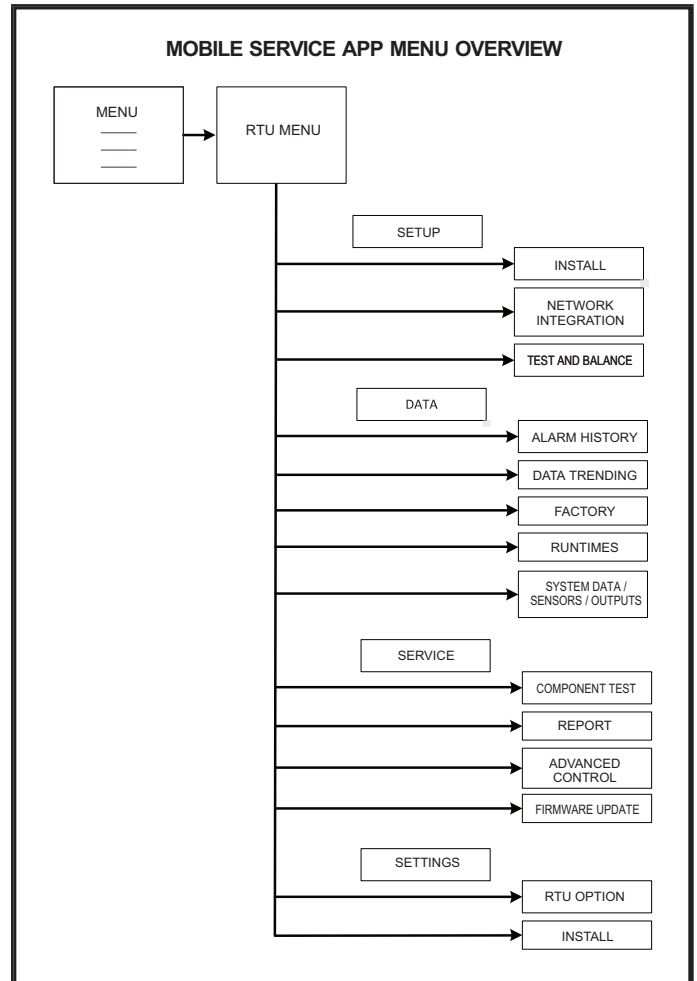 MOBILE SERVICE APP MENU OVERVIEW
MENU
RTU MENU
SETUP
INSTALL
NETWORK
INTEGRATION
TEST AND BALANCE
DATA
ALARM HISTORY
DATA TRENDING
FACTORY
RUNTIMES
SYSTEM DATA /
SENSORS / OUTPUTS
SERVICE
COMPONENT TEST
REPORT
ADVANCED
CONTROL
FIRMWARE UPDATE
SETTINGS
RTU OPTION
INSTALL